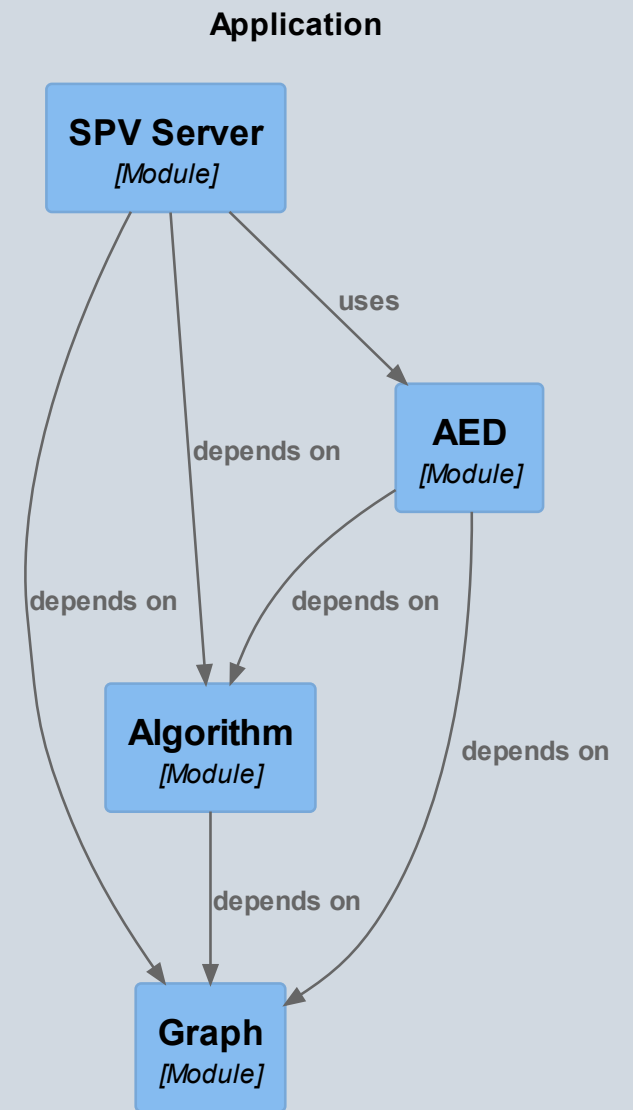 Application
SPV Server
[Module]
uses
AED
[Module]
depends on
depends on
depends on
Algorithm
[Module]
depends on
depends on
Graph
[Module]